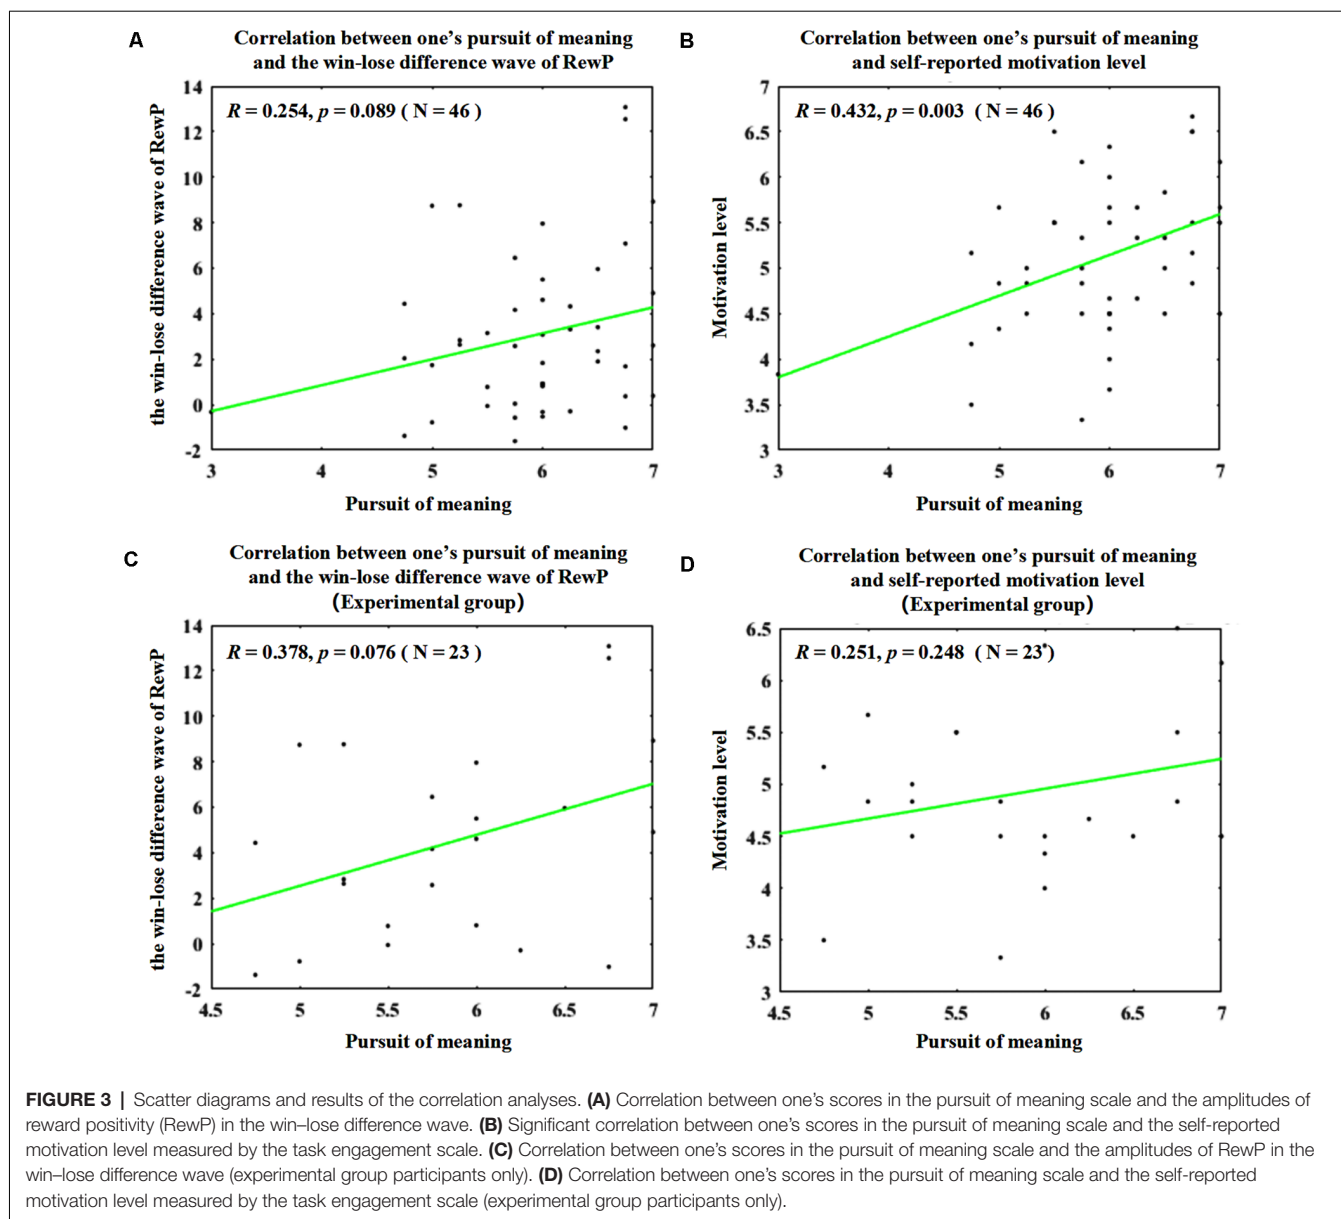 A
Correlation between one's pursuit of meaning
and the win-lose difference wave of RewP
R = 0.254, p = 0.089 ( N = 46 )
the win-lose difference wave of RewP
14
12
10
8
6
4
2
0
-2
3 4 5 6 7
Pursuit of meaning
B
Correlation between one's pursuit of meaning
and self-reported motivation level
R = 0.432, p = 0.003 ( N = 46 )
Motivation level
7
6.5
6
5.5
5
4.5
4
3.5
3
3 4 5 6 7
Pursuit of meaning
C
Correlation between one's pursuit of meaning
and the win-lose difference wave of RewP
(Experimental group)
R = 0.378, p = 0.076 ( N = 23 )
the win-lose difference wave of RewP
14
12
10
8
6
4
2
0
-2
4.5 5 5.5 6 6.5 7
Pursuit of meaning
D
Correlation between one's pursuit of meaning
and self-reported motivation level
(Experimental group)
R = 0.251, p = 0.248 ( N = 23*)
Motivation level
6.5
6
5.5
5
4.5
4
3.5
3
4.5 5 5.5 6 6.5 7
Pursuit of meaning
FIGURE 3 | Scatter diagrams and results of the correlation analyses. (A) Correlation between one's scores in the pursuit of meaning scale and the amplitudes of
reward positivity (RewP) in the win–lose difference wave. (B) Significant correlation between one's scores in the pursuit of meaning scale and the self-reported
motivation level measured by the task engagement scale. (C) Correlation between one's scores in the pursuit of meaning scale and the amplitudes of RewP in the
win–lose difference wave (experimental group participants only). (D) Correlation between one's scores in the pursuit of meaning scale and the self-reported
motivation level measured by the task engagement scale (experimental group participants only).